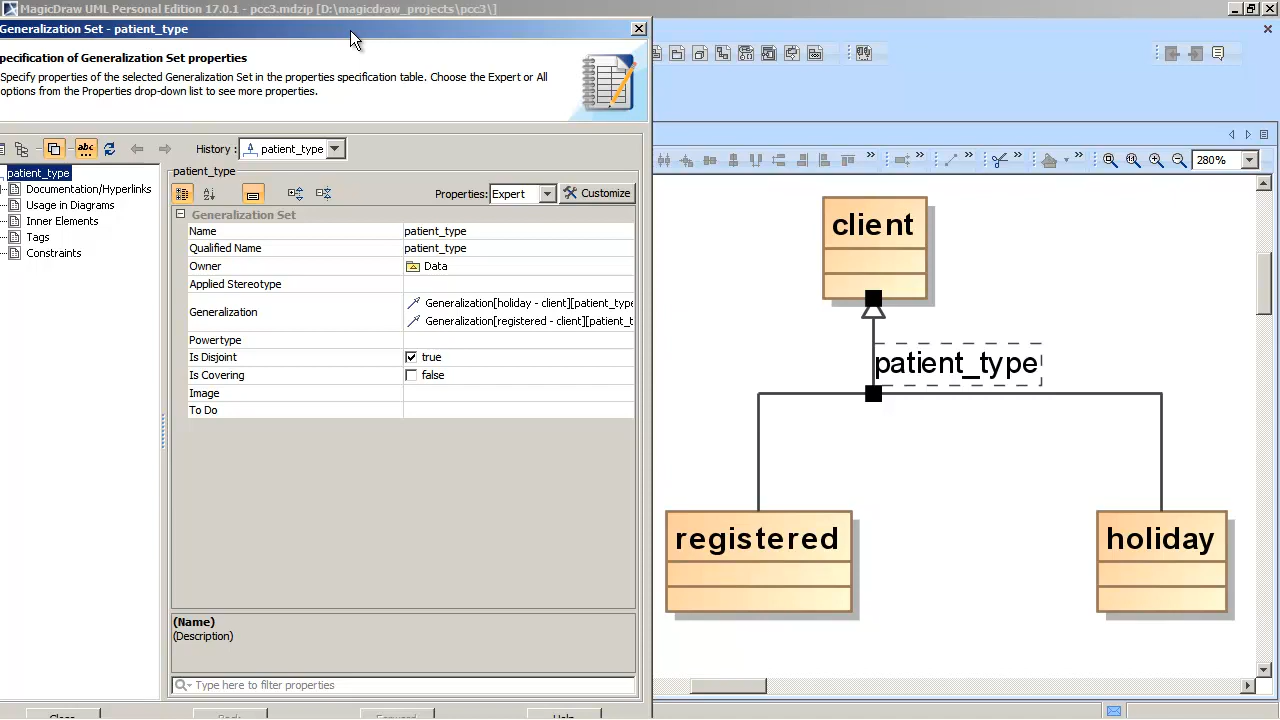 MagicDraw UML Personal Edition 17.0.1 - pcc3.mdzip [D:\magicdraw_projects\pcc3\]
Generalization Set - patient_type
pecification of Generalization Set properties
Specify properties of the selected Generalization Set in the properties specification table. Choose the Expert or All
options from the Properties drop-down list to see more properties.
abc
History :
patient_type
patient_type
Documentation/Hyperlinks
Usage in Diagrams
Inner Elements
Tags
Constraints
patient_type
Properties:
Expert
Customize
Generalization Set
Name
patient_type
Qualified Name
patient_type
Owner
Data
Applied Stereotype
Generalization
Generalization[holiday - client][patient_type
Generalization[registered - client][patient_t
Powertype
Is Disjoint
true
Is Covering
false
Image
To Do
(Name)
(Description)
Type here to filter properties
Close
Back
Forward
Help
280%
client
patient_type
registered
holiday